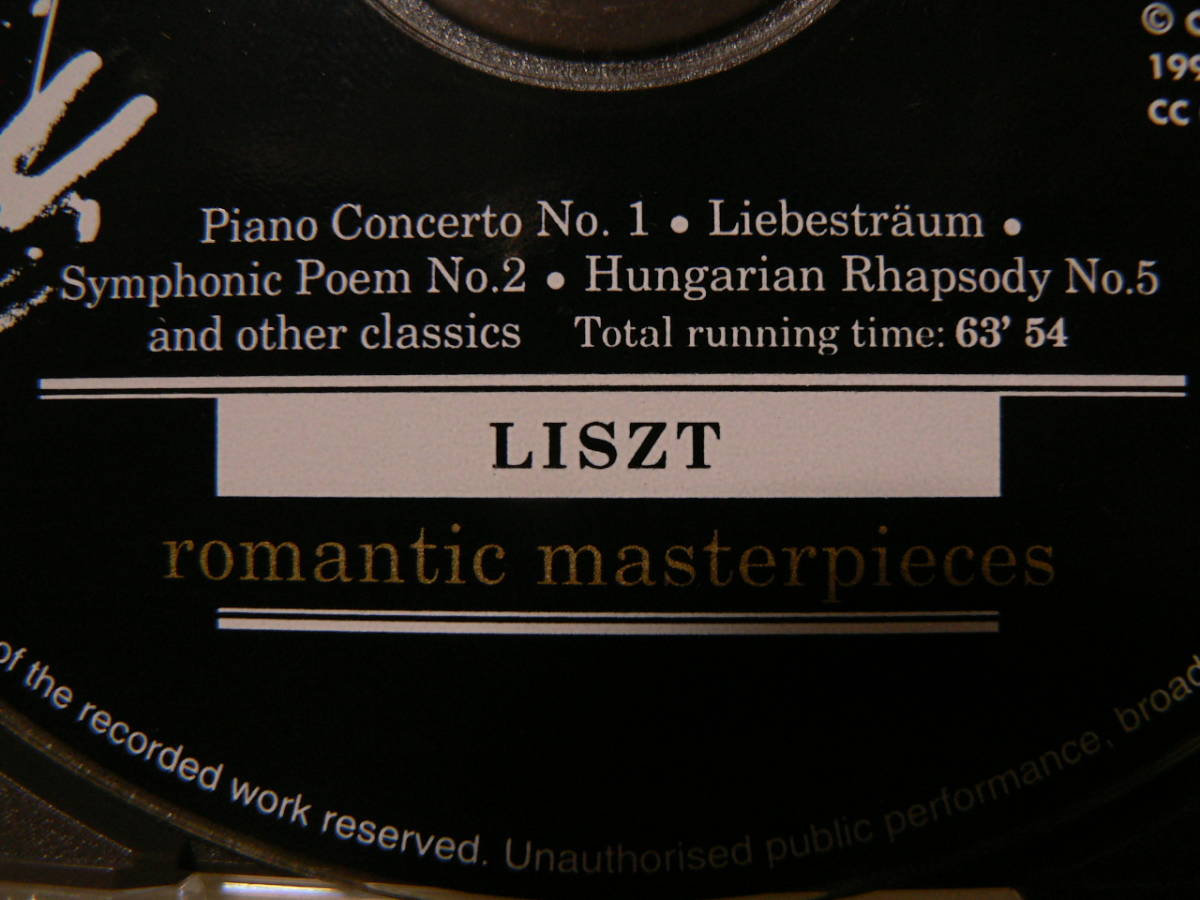 ©
CC
Piano Concerto No. 1 • Liebesträum •
Symphonic Poem No.2 • Hungarian Rhapsody No.5
and other classics Total running time: 63’ 54
LISZT
romantic masterpieces
of the recorded work reserved. Unauthorised public performance,